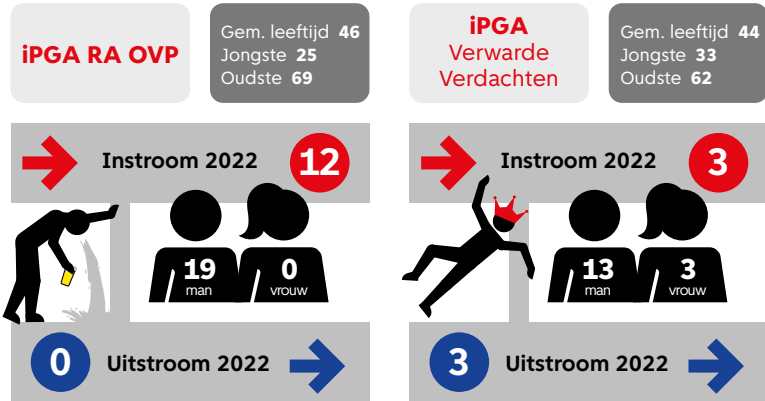 iPGA RA OVP
Gem. leeftijd 46
Jongste 25
Oudste 69
Instroom 2022 12
19 man
0 vrouw
0 Uitstroom 2022
iPGA
Verwarde
Verdachten
Gem. leeftijd 44
Jongste 33
Oudste 62
Instroom 2022 3
13 man
3 vrouw
3 Uitstroom 2022